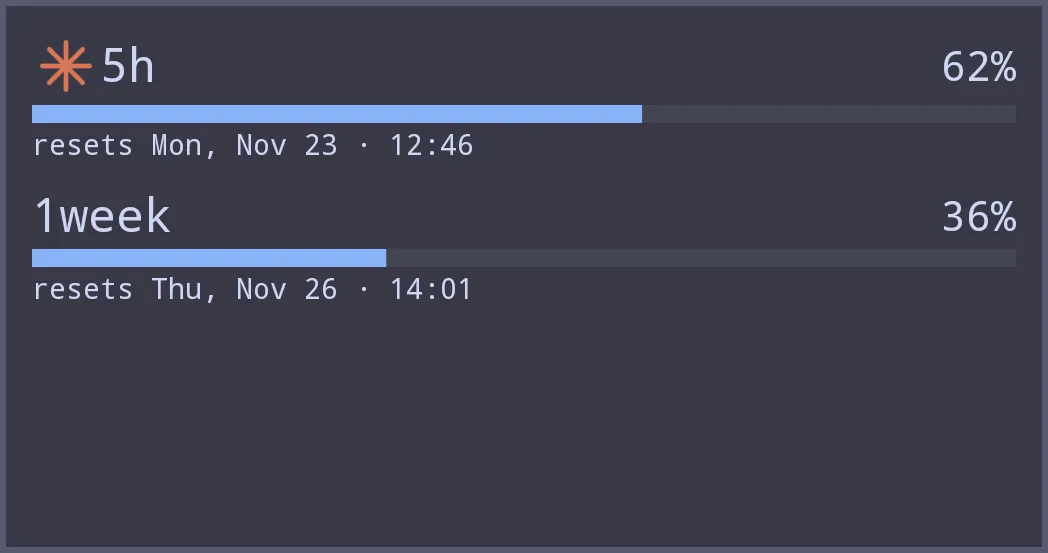 5h 62%
resets Mon, Nov 23 · 12:46
1week 36%
resets Thu, Nov 26 · 14:01